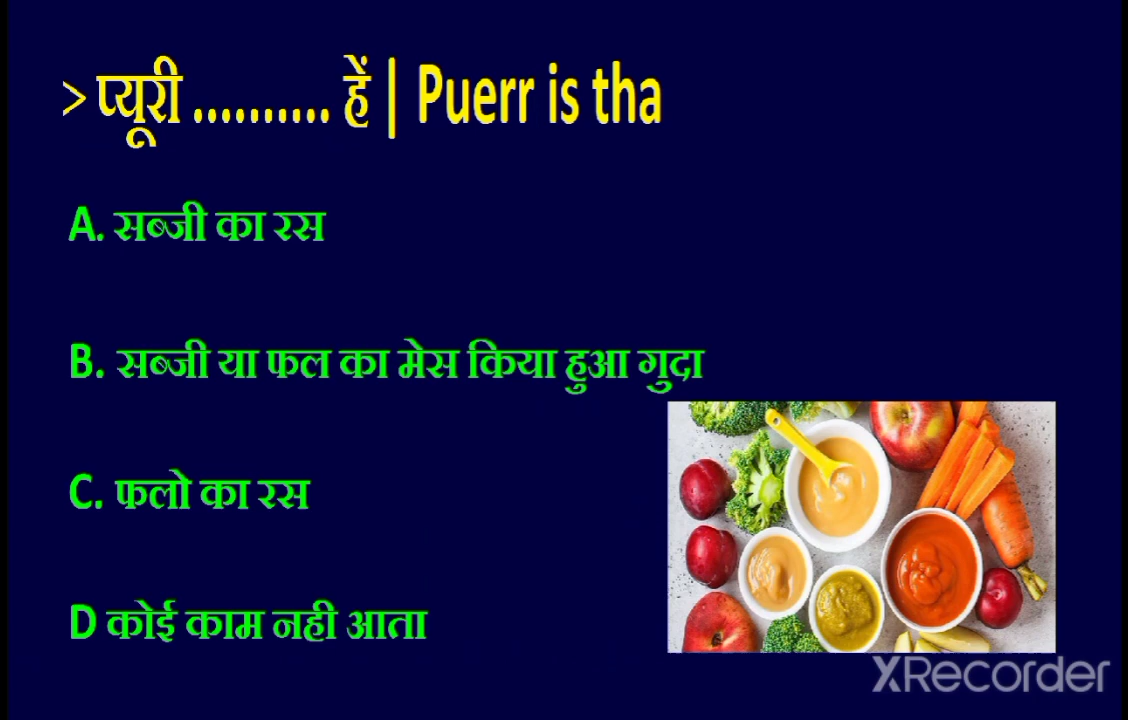 > प्यूरी .......... हें | Puerr is tha
A. सब्जी का रस
B. सब्जी या फल का मेस किया हुआ गुदा
C. फलो का रस
D कोई काम नही आता
XRecorder